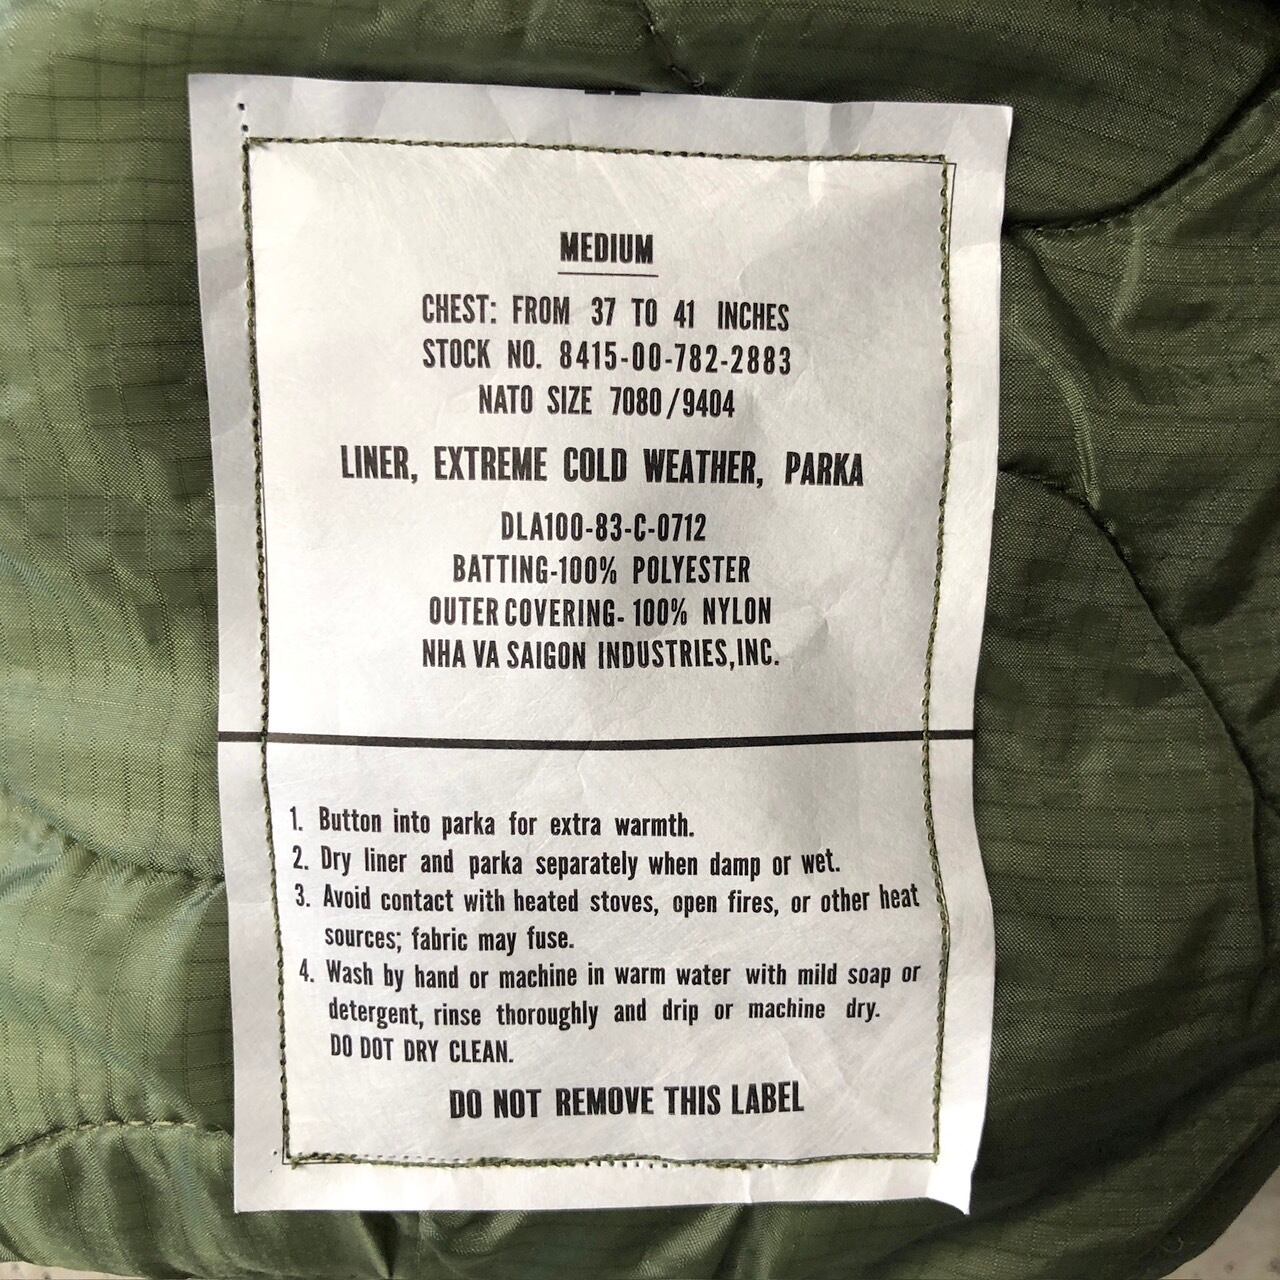 MEDIUM
CHEST: FROM 37 TO 41 INCHES
STOCK NO. 8415-00-782-2883
NATO SIZE 7080/9404
LINER, EXTREME COLD WEATHER, PARKA
DLA100-83-C-0712
BATTING-100% POLYESTER
OUTER COVERING- 100% NYLON
NHA VA SAIGON INDUSTRIES,INC.
1. Button into parka for extra warmth.
2. Dry liner and parka separately when damp or wet.
3. Avoid contact with heated stoves, open fires, or other heat
sources; fabric may fuse.
4. Wash by hand or machine in warm water with mild soap or
detergent, rinse thoroughly and drip or machine dry.
DO DOT DRY CLEAN.
DO NOT REMOVE THIS LABEL